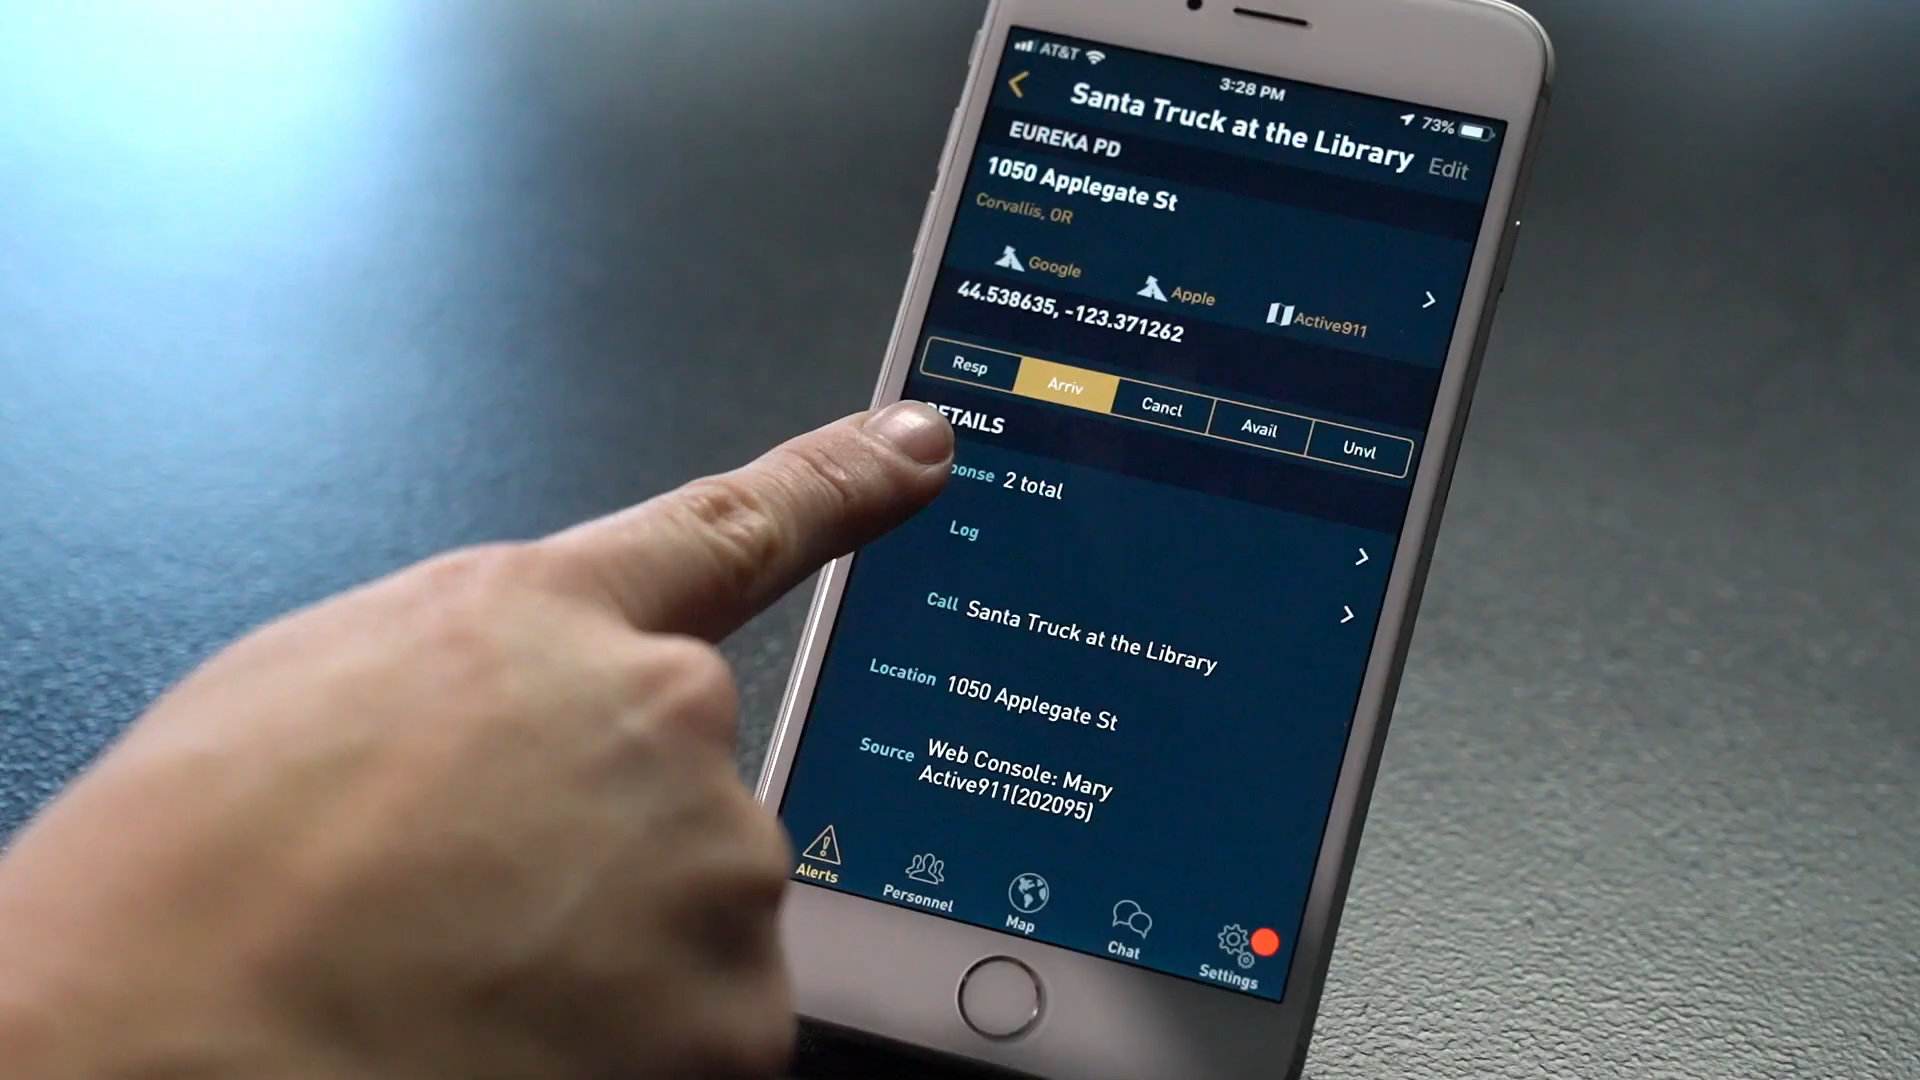 AT&T
3:28 PM
73%
Santa Truck at the Library
Edit
EUREKA PD
1050 Applegate St
Corvallis, OR
Google
Apple
Active911
44.538635, -123.371262
Resp
Arriv
Cancl
Avail
Unvl
ETAILS
ponse 2 total
Log
Call Santa Truck at the Library
Location 1050 Applegate St
Source Web Console: Mary
Active911(202095)
Alerts
Personnel
Map
Chat
Settings